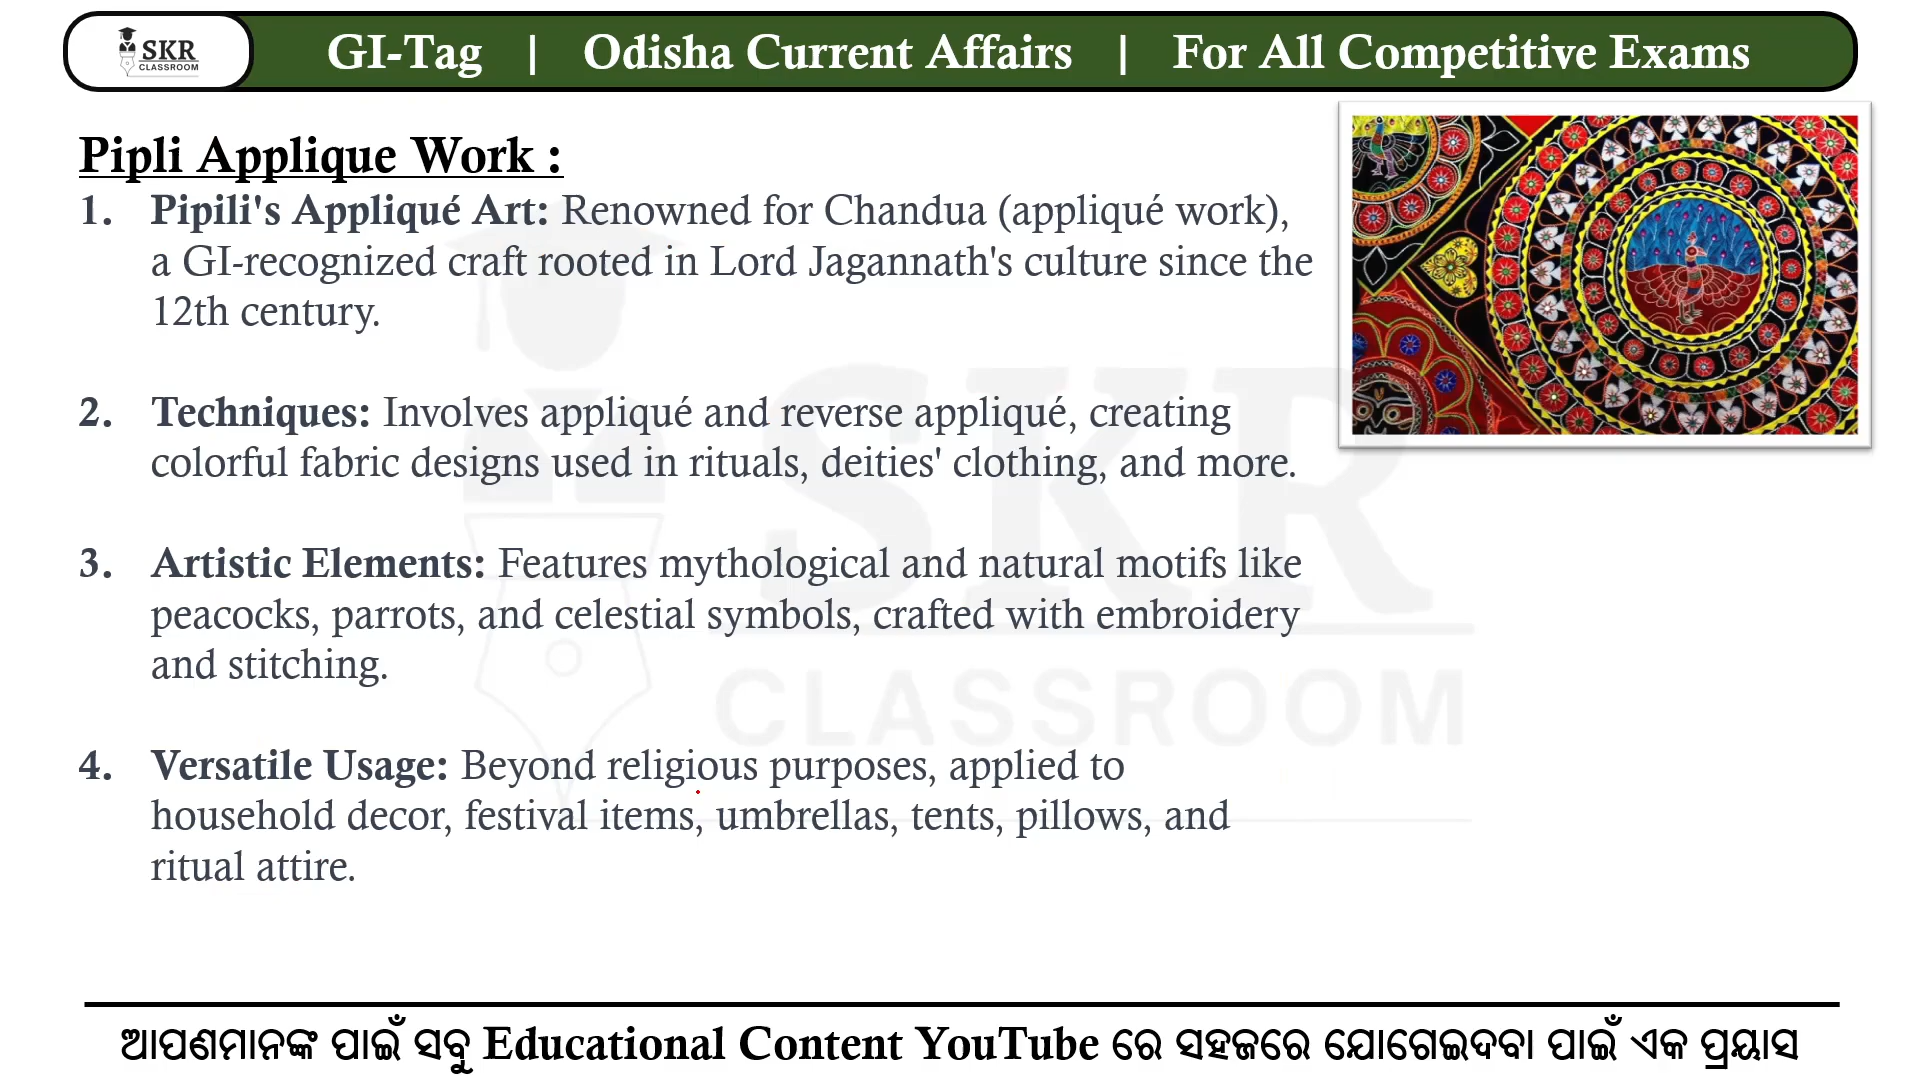 SKR
CLASSROOM
GI-Tag | Odisha Current Affairs | For All Competitive Exams
Pipli Applique Work :
1. Pipili's Appliqué Art: Renowned for Chandua (appliqué work),
a GI-recognized craft rooted in Lord Jagannath's culture since the
12th century.
2. Techniques: Involves appliqué and reverse appliqué, creating
colorful fabric designs used in rituals, deities' clothing, and more.
3. Artistic Elements: Features mythological and natural motifs like
peacocks, parrots, and celestial symbols, crafted with embroidery
and stitching.
4. Versatile Usage: Beyond religious purposes, applied to
household decor, festival items, umbrellas, tents, pillows, and
ritual attire.
SKR
CLASSROOM
ଆପଣମାନଙ୍କ ପାଇଁ ସବୁ Educational Content YouTube ରେ ସହଜରେ ଯୋଗେଇଦବା ପାଇଁ ଏକ ପ୍ରୟାସ